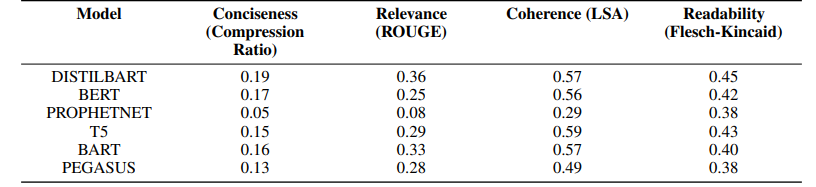 Model Conciseness Relevance Coherence (LSA) Readability
(Compression (ROUGE) (Flesch-Kincaid)
Ratio)
DISTILBART 0.19 0.36 0.57 0.45
BERT 0.17 0.25 0.56 0.42
PROPHETNET 0.05 0.08 0.29 0.38
T5 0.15 0.29 0.59 0.43
BART 0.16 0.33 0.57 0.40
PEGASUS 0.13 0.28 0.49 0.38